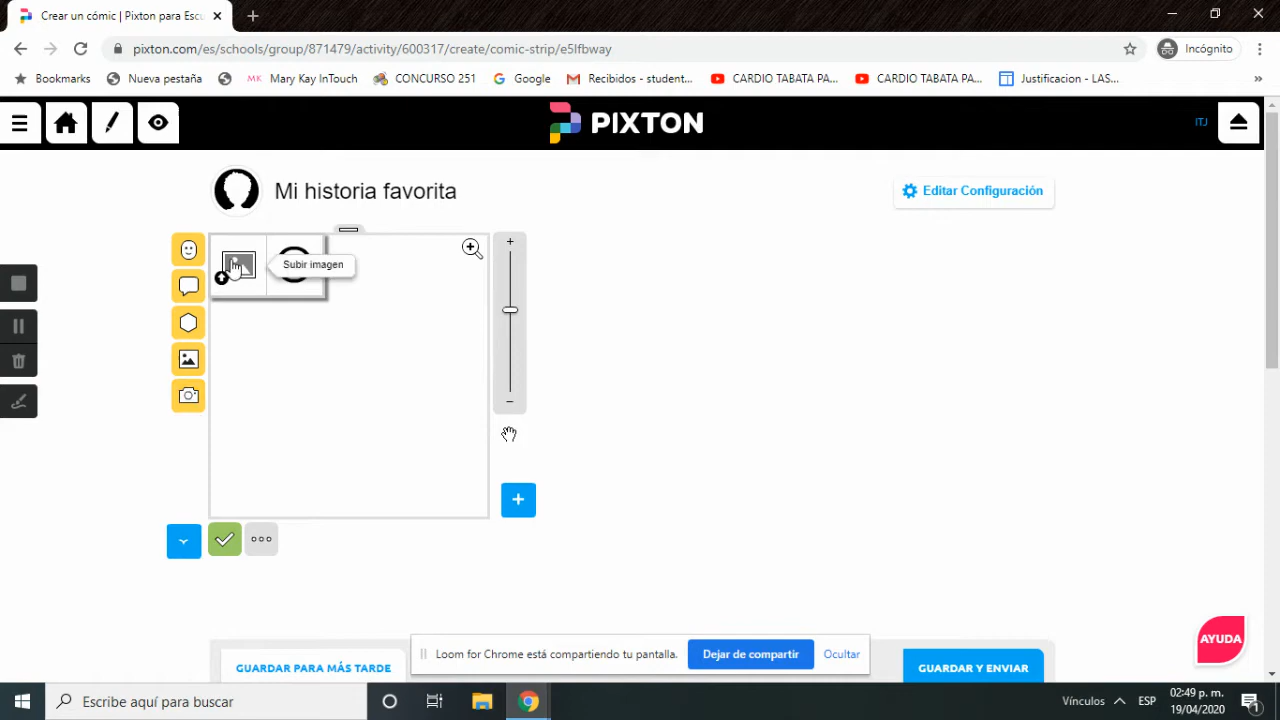 Crear un cómic | Pixton para Escu
pixton.com/es/schools/group/871479/activity/600317/create/comic-strip/e5lfbway
Incógnito
Bookmarks
Nueva pestaña
MK Mary Kay InTouch
CONCURSO 251
Google
Recibidos - student...
CARDIO TABATA PA...
CARDIO TABATA PA...
Justificacion - LAS...
»
PIXTON
ITJ
Mi historia favorita
Editar Configuración
Subir imagen
AYUDA
Loom for Chrome está compartiendo tu pantalla.
Dejar de compartir
Ocultar
GUARDAR PARA MÁS TARDE
GUARDAR Y ENVIAR
Escribe aquí para buscar
Vínculos
ESP
02:49 p. m.
19/04/2020
1